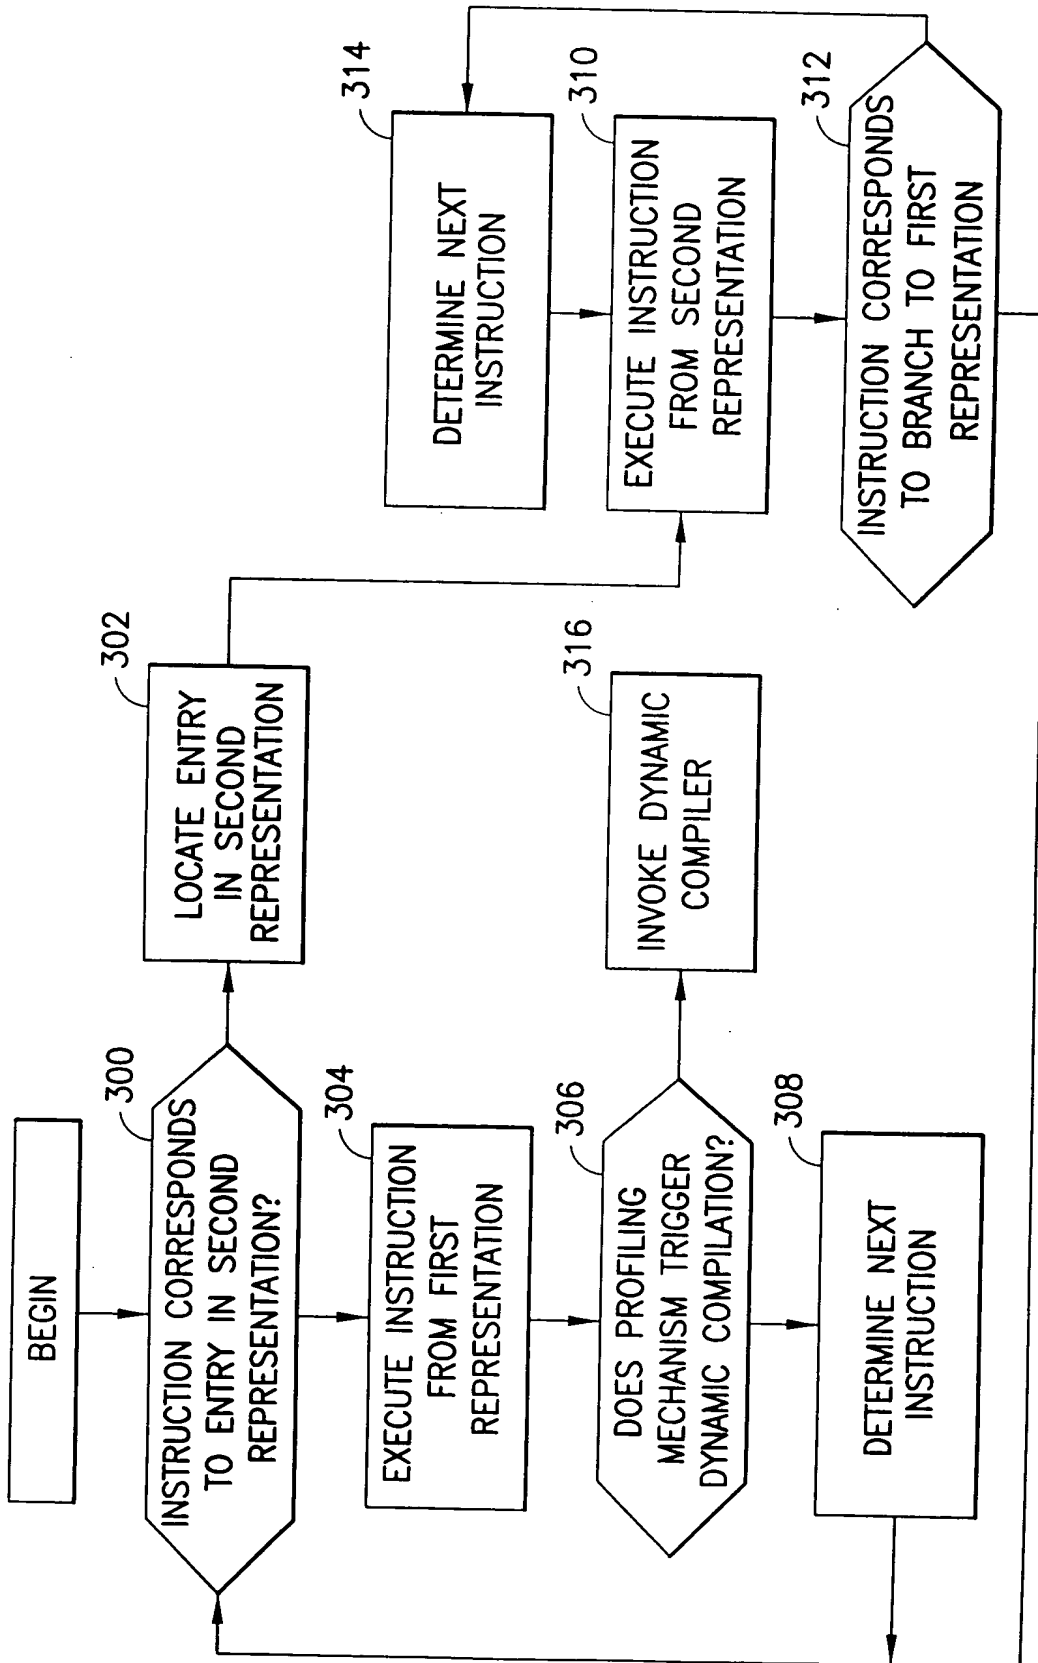 BEGIN
300
INSTRUCTION CORRESPONDS
TO ENTRY IN SECOND
REPRESENTATION?
302
LOCATE ENTRY
IN SECOND
REPRESENTATION
304
EXECUTE INSTRUCTION
FROM FIRST
REPRESENTATION
306
DOES PROFILING
MECHANISM TRIGGER
DYNAMIC COMPILATION?
316
INVOKE DYNAMIC
COMPILER
308
DETERMINE NEXT
INSTRUCTION
314
DETERMINE NEXT
INSTRUCTION
310
EXECUTE INSTRUCTION
FROM SECOND
REPRESENTATION
312
INSTRUCTION CORRESPONDS
TO BRANCH TO FIRST
REPRESENTATION